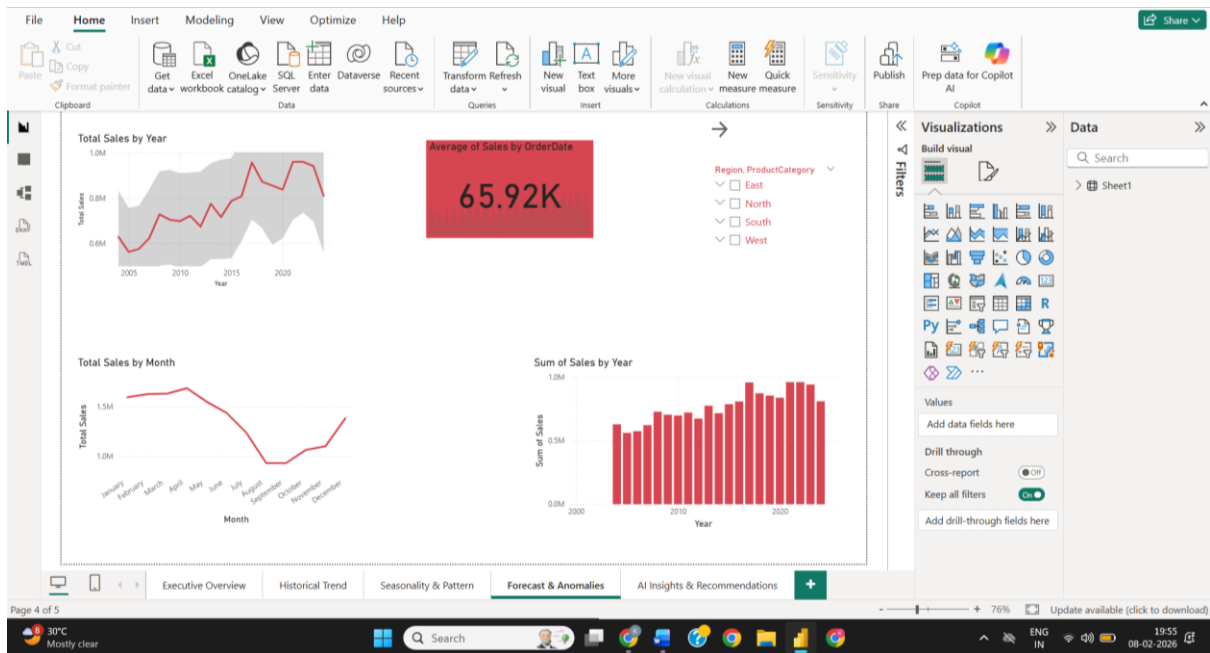 File Home Insert Modeling View Optimize Help Share
Paste
Cut
Copy
Format painter
Clipboard
Get data
Excel workbook
OneLake catalog
SQL Server
Enter data
Dataverse
Recent sources
Data
Transform data
Refresh
Queries
New visual
Text box
More visuals
Insert
New visual calculation
New measure
Quick measure
Calculations
Sensitivity
Sensitivity
Publish
Share
Prep data for AI
Copilot
Copilot
Total Sales by Year
1.0M
0.8M
0.6M
Total Sales
2005 2010 2015 2020
Year
Average of Sales by OrderDate
65.92K
Region, ProductCategory
East
North
South
West
Total Sales by Month
1.5M
1.0M
Total Sales
January February March April May June July August September October November December
Month
Sum of Sales by Year
1.0M
0.5M
0.0M
Sum of Sales
2000 2010 2020
Year
Filters
Visualizations
Build visual
123
R
Py
Values
Add data fields here
Drill through
Cross-report Off
Keep all filters On
Add drill-through fields here
Data
Search
Sheet1
DAX
TMDL
Executive Overview Historical Trend Seasonality & Pattern Forecast & Anomalies AI Insights & Recommendations +
Page 4 of 5
- + 76% Update available (click to download)
8
30°C
Mostly clear
Search
ENG
IN
19:55
08-02-2026